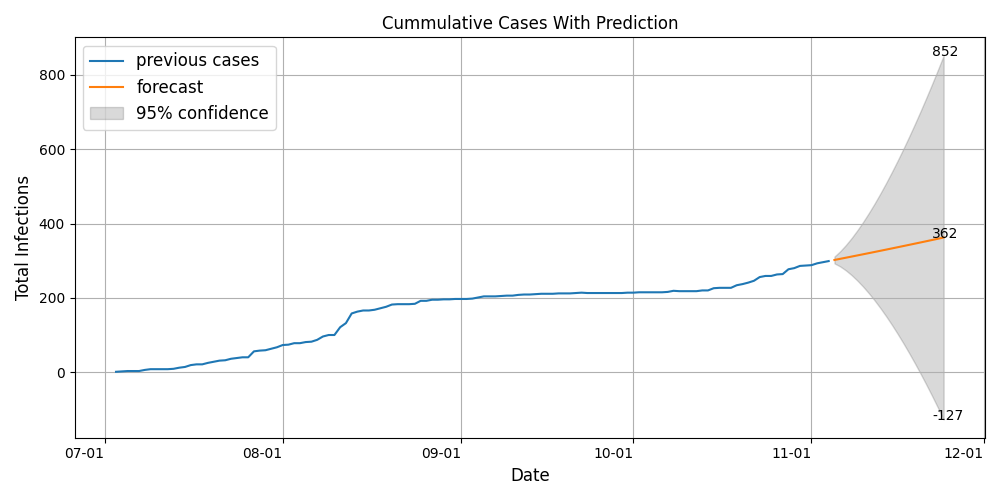 Cummulative Cases With Prediction
previous cases
forecast
95% confidence
852
362
-127
800
600
400
200
0
Total Infections
07-01
08-01
09-01
10-01
11-01
12-01
Date